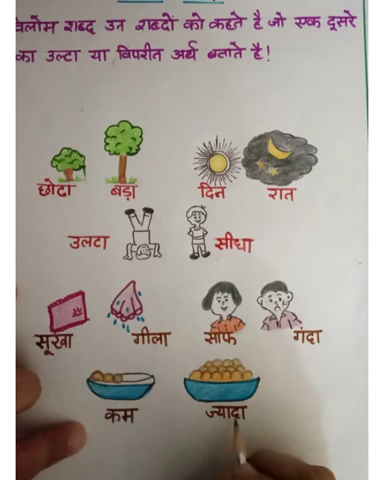 विलोम शब्द उन शब्दों को कहते है जो एक दूसरे
का उल्टा या विपरीत अर्थ बताते है!
छोटा बड़ा दिन रात
उलटा सीधा
सूखा गीला साफ गंदा
कम ज्यादा